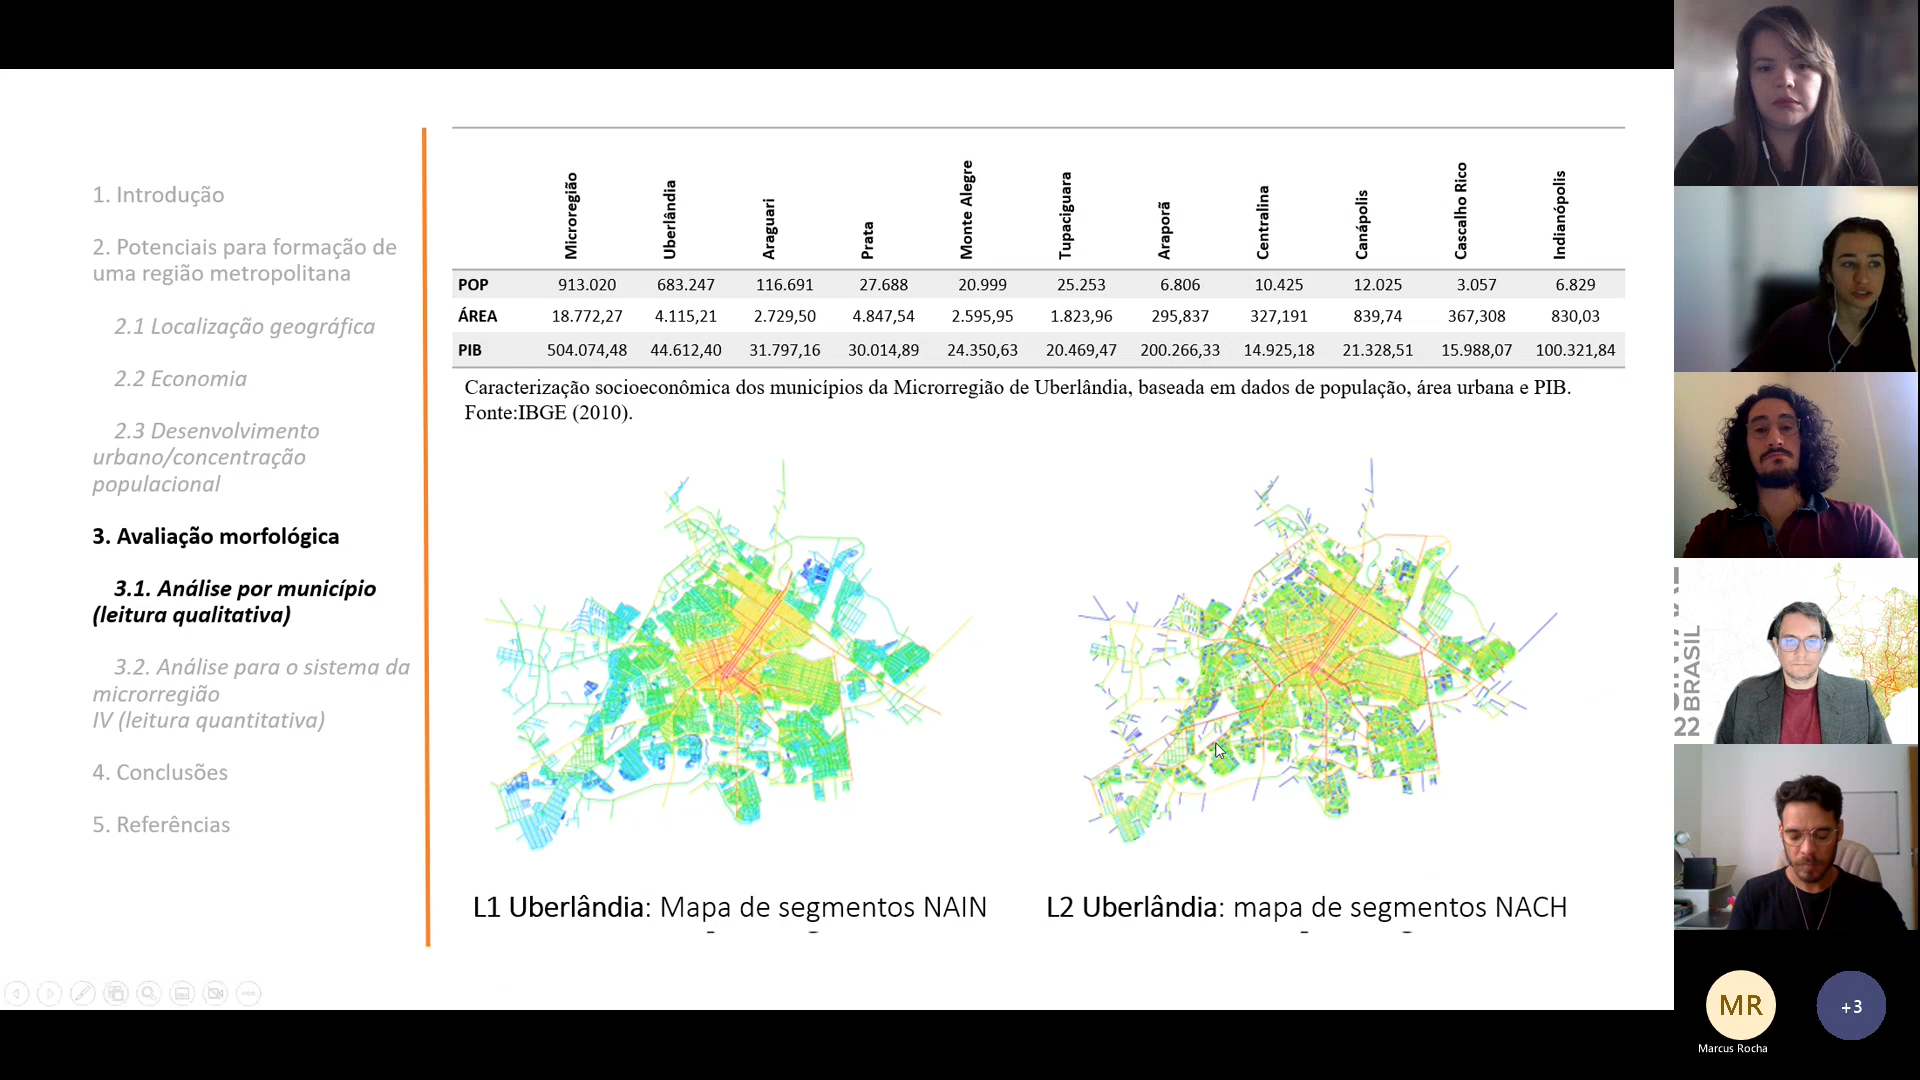 1. Introdução
2. Potenciais para formação de
uma região metropolitana
2.1 Localização geográfica
2.2 Economia
2.3 Desenvolvimento
urbano/concentração
populacional
3. Avaliação morfológica
3.1. Análise por município
(leitura qualitativa)
3.2. Análise para o sistema da
microrregião
IV (leitura quantitativa)
4. Conclusões
5. Referências
Microregião Uberlândia Araguari Prata Monte Alegre Tupaciguara Araporã Centralina Canápolis Cascalho Rico Indianópolis
POP 913.020 683.247 116.691 27.688 20.999 25.253 6.806 10.425 12.025 3.057 6.829
ÁREA 18.772,27 4.115,21 2.729,50 4.847,54 2.595,95 1.823,96 295,837 327,191 839,74 367,308 830,03
PIB 504.074,48 44.612,40 31.797,16 30.014,89 24.350,63 20.469,47 200.266,33 14.925,18 21.328,51 15.988,07 100.321,84
Caracterização socioeconômica dos municípios da Microrregião de Uberlândia, baseada em dados de população, área urbana e PIB.
Fonte:IBGE (2010).
L1 Uberlândia: Mapa de segmentos NAIN
L2 Uberlândia: mapa de segmentos NACH
BRASIL
22
MR
+3
Marcus Rocha